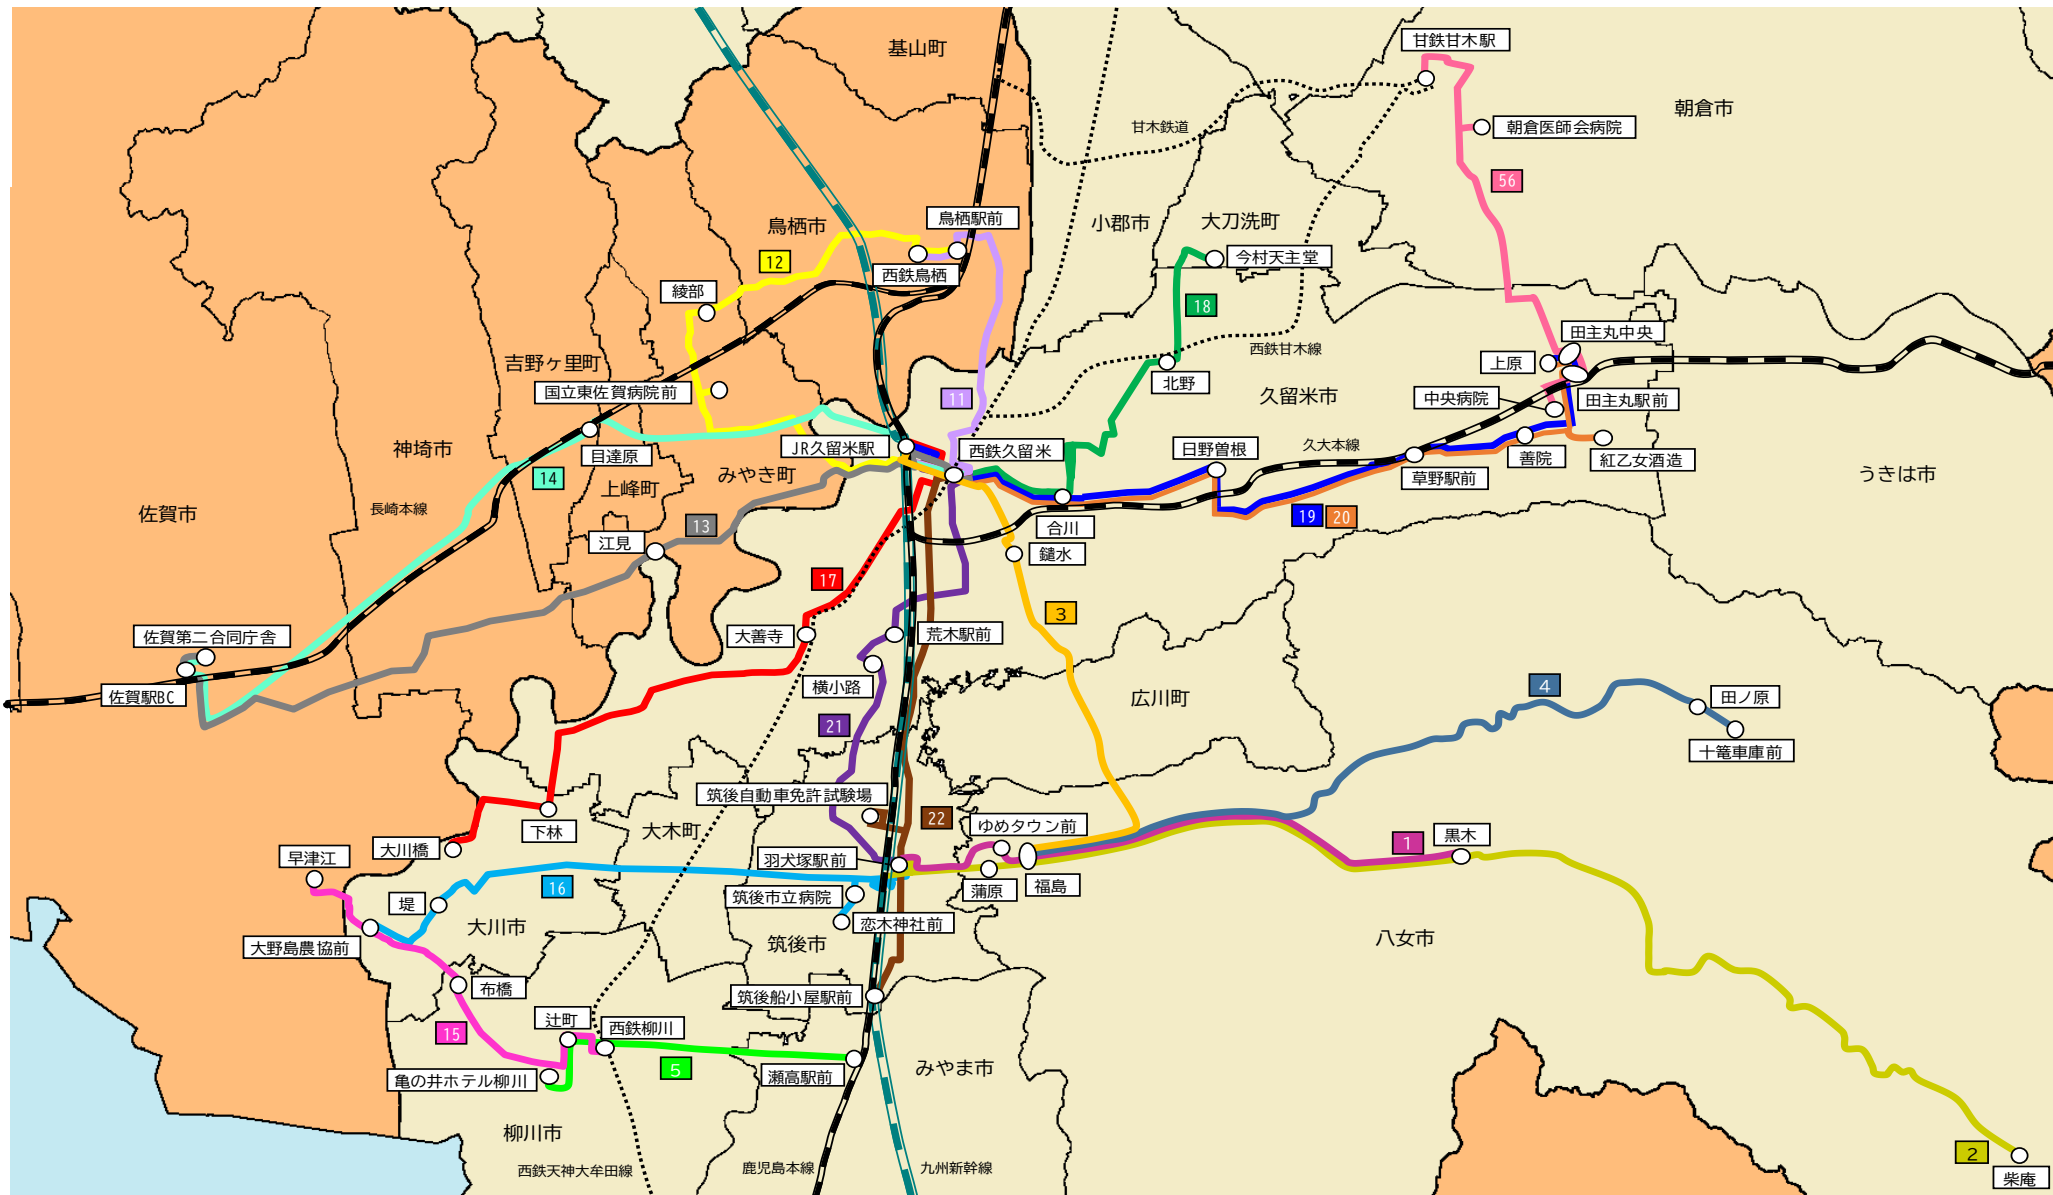 甘鉄甘木駅
基山町
朝倉市
甘木鉄道
朝倉医師会病院
56
鳥栖市
鳥栖駅前
小郡市
大刀洗町
12
西鉄鳥栖
今村天主堂
綾部
18
田主丸中央
西鉄甘木線
吉野ヶ里町
上原
国立東佐賀病院前
北野
久留米市
11
中央病院
田主丸駅前
神埼市
JR久留米駅
西鉄久留米
日野曽根
久大本線
目達原
善院
紅乙女酒造
14
みやき町
草野駅前
うきは市
上峰町
佐賀市
長崎本線
13
19
20
江見
合川
鑓水
17
3
佐賀第二合同庁舎
大善寺
荒木駅前
佐賀駅BC
横小路
4
田ノ原
広川町
21
十篭車庫前
筑後自動車免許試験場
22
下林
大木町
ゆめタウン前
1
黒木
大川橋
早津江
羽犬塚駅前
16
蒲原
福島
堤
筑後市立病院
大川市
恋木神社前
大野島農協前
筑後市
八女市
布橋
筑後船小屋駅前
辻町
西鉄柳川
15
5
瀬高駅前
みやま市
亀の井ホテル柳川
柳川市
2
西鉄天神大牟田線
鹿児島本線
九州新幹線
柴庵